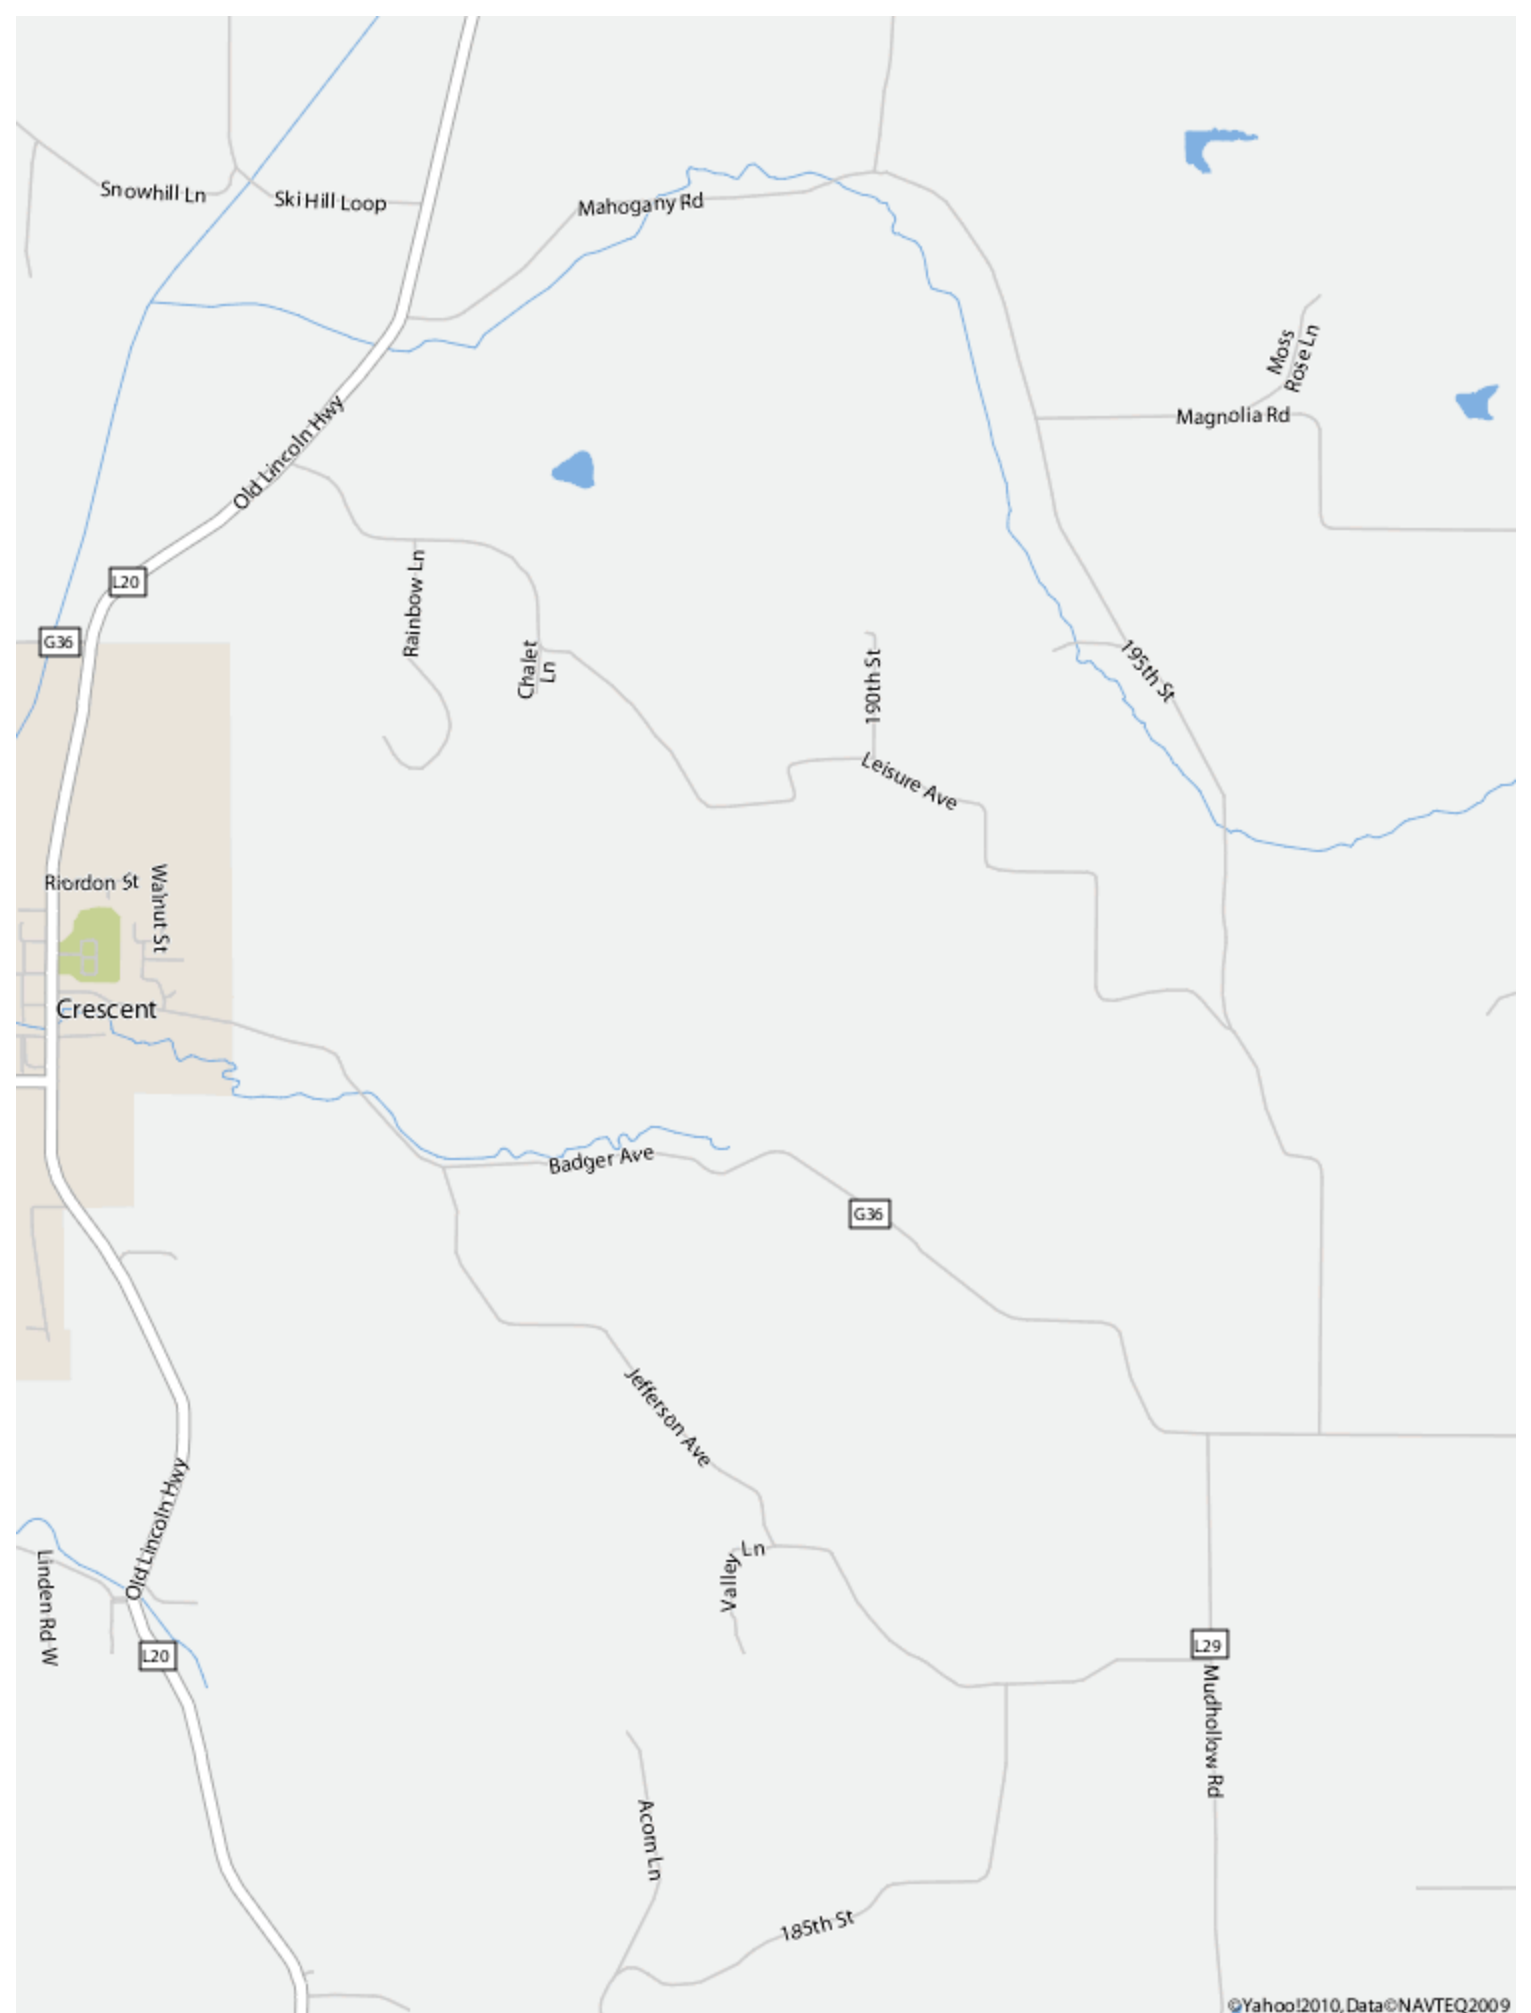 Snowhill Ln
Ski Hill Loop
Mahogany Rd
Moss
Rose Ln
Magnolia Rd
Old Lincoln Hwy
L20
Rainbow Ln
G36
Chalet
Ln
190th St
195th St
Leisure Ave
Riordon St
Walnut St
Crescent
Badger Ave
G36
Jefferson Ave
Old Lincoln Hwy
Valley
Ln
Linden Rd W
L20
L29
Mudhollow Rd
Acorn Ln
185th St
©Yahoo!2010,Data©NAVTEQ2009